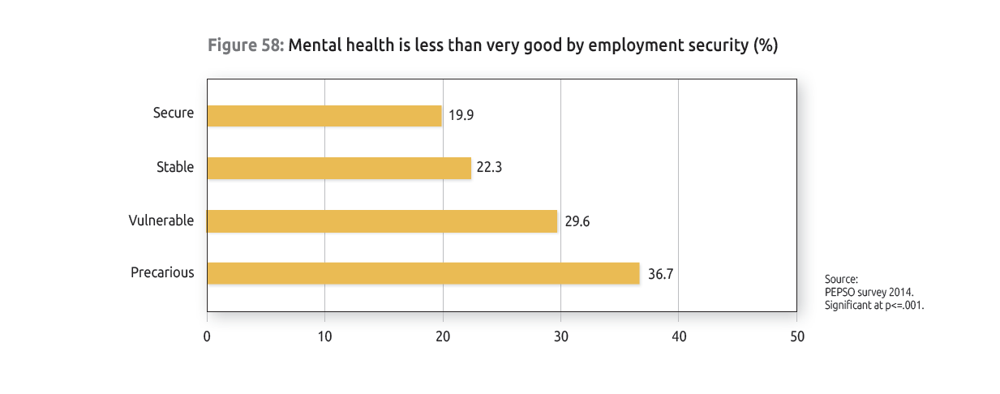 Figure 58: Mental health is less than very good by employment security (%)
Secure 19.9
Stable 22.3
Vulnerable 29.6
Precarious 36.7
0 10 20 30 40 50
Source:
PEPSO survey 2014.
Significant at p<=.001.